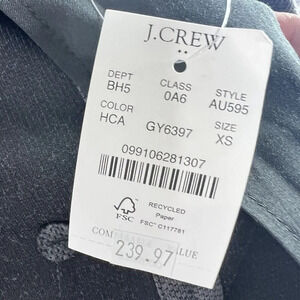 J.CREW
DEPT CLASS STYLE
BH5 0A6 AU595
COLOR SIZE
HCA GY6397 XS
099106281307
RECYCLED
Paper
FSC FSC® C117781
239.97